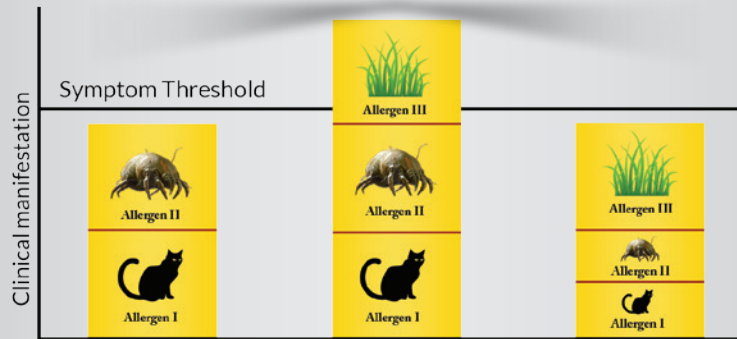 Clinical manifestation
Symptom Threshold
Allergen II
Allergen I
Allergen III
Allergen II
Allergen I
Allergen III
Allergen II
Allergen I